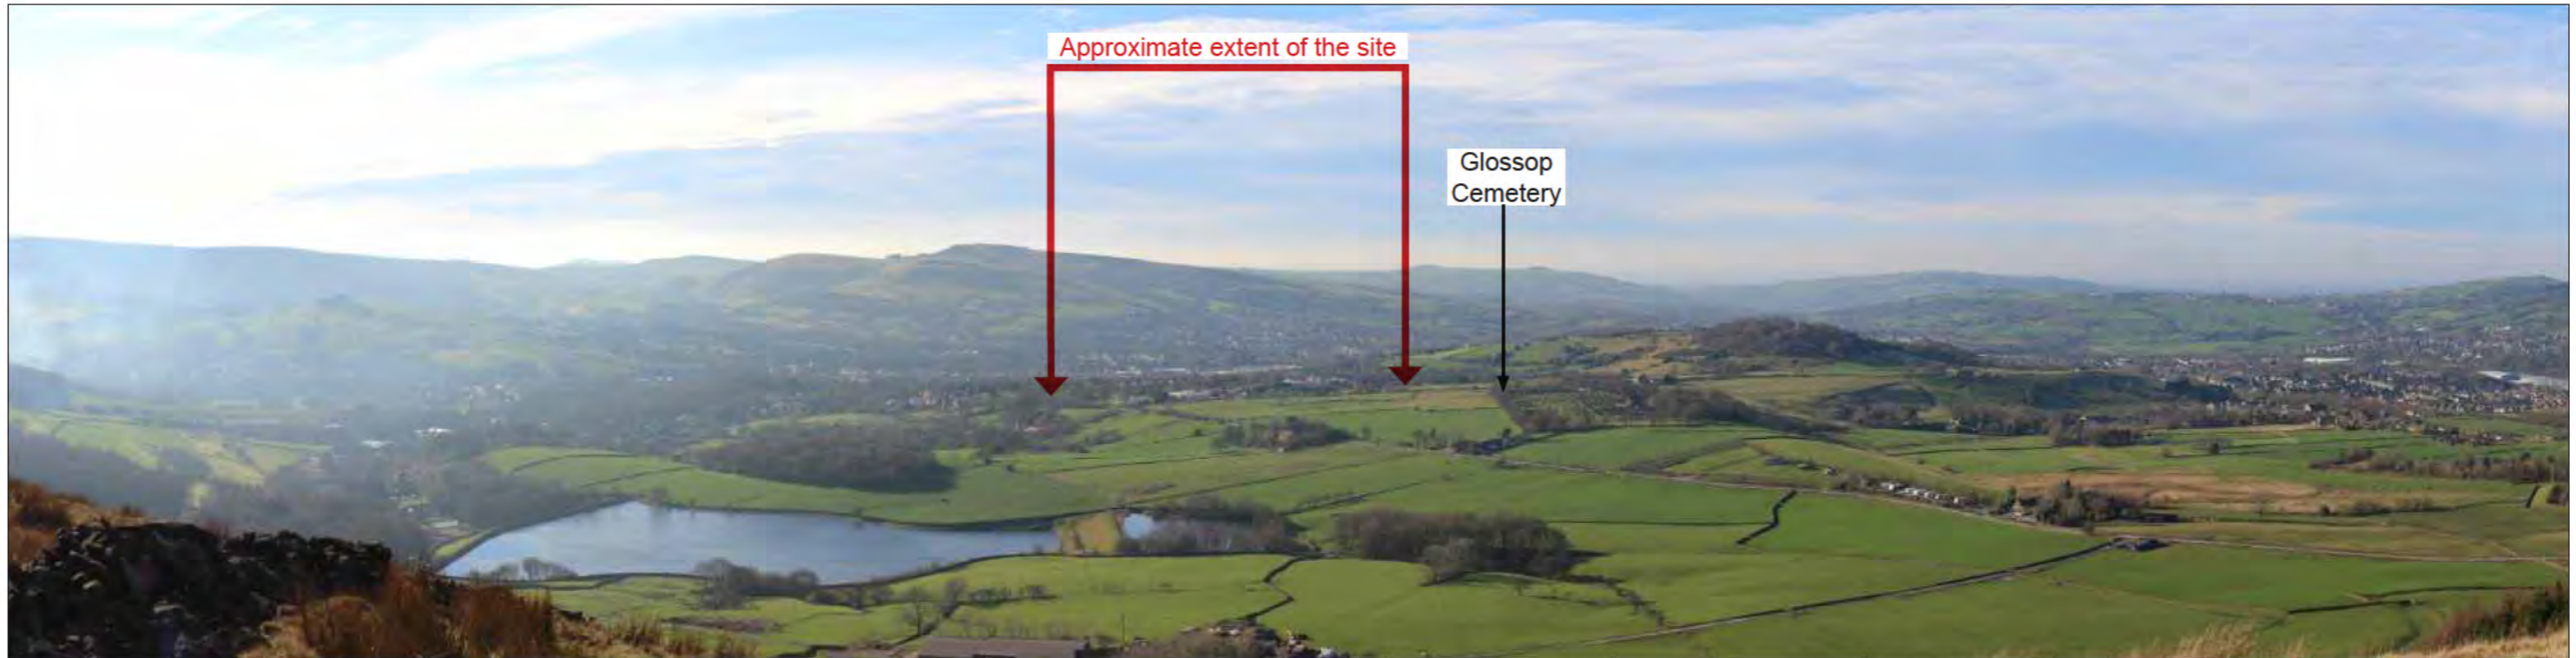 Approximate extent of the site
Glossop
Cemetery